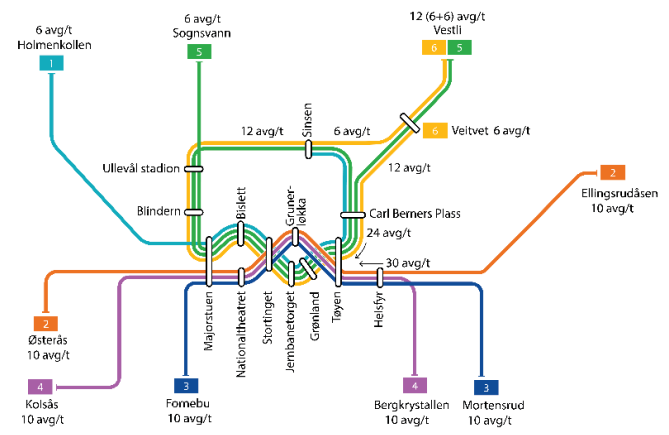 6 avg/t
Holmenkollen
1
6 avg/t
Sognsvann
5
12 (6+6) avg/t
Vestli
6
5
12 avg/t
Sinsen
6 avg/t
6
Veitvet 6 avg/t
12 avg/t
Ullevål stadion
Blindern
Bislett
Gruner-
løkka
Carl Berners Plass
24 avg/t
30 avg/t
2
Ellingsrudåsen
10 avg/t
Majorstuen
Nationaltheatret
Stortinget
Jernbanetorget
Grønland
Tøyen
Helsfyr
2
Østerås
10 avg/t
4
Kolsås
10 avg/t
3
Fornebu
10 avg/t
4
Bergkrystallen
10 avg/t
3
Mortensrud
10 avg/t